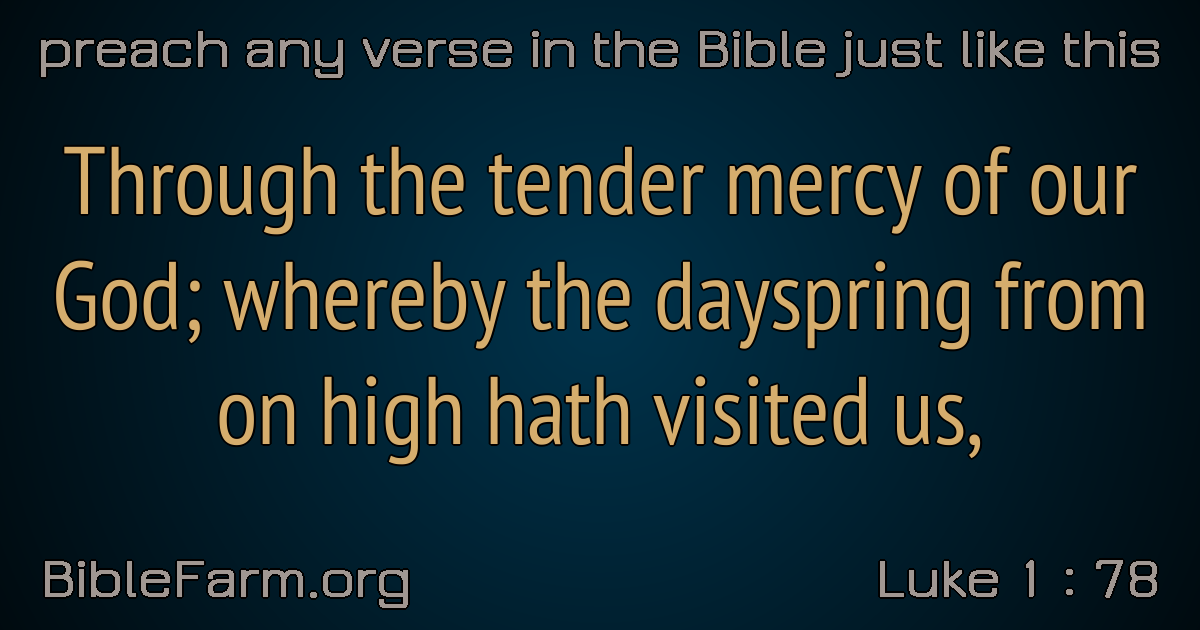 preach any verse in the Bible just like this
Through the tender mercy of our
God; whereby the dayspring from
on high hath visited us,
BibleFarm.org
Luke 1 : 78